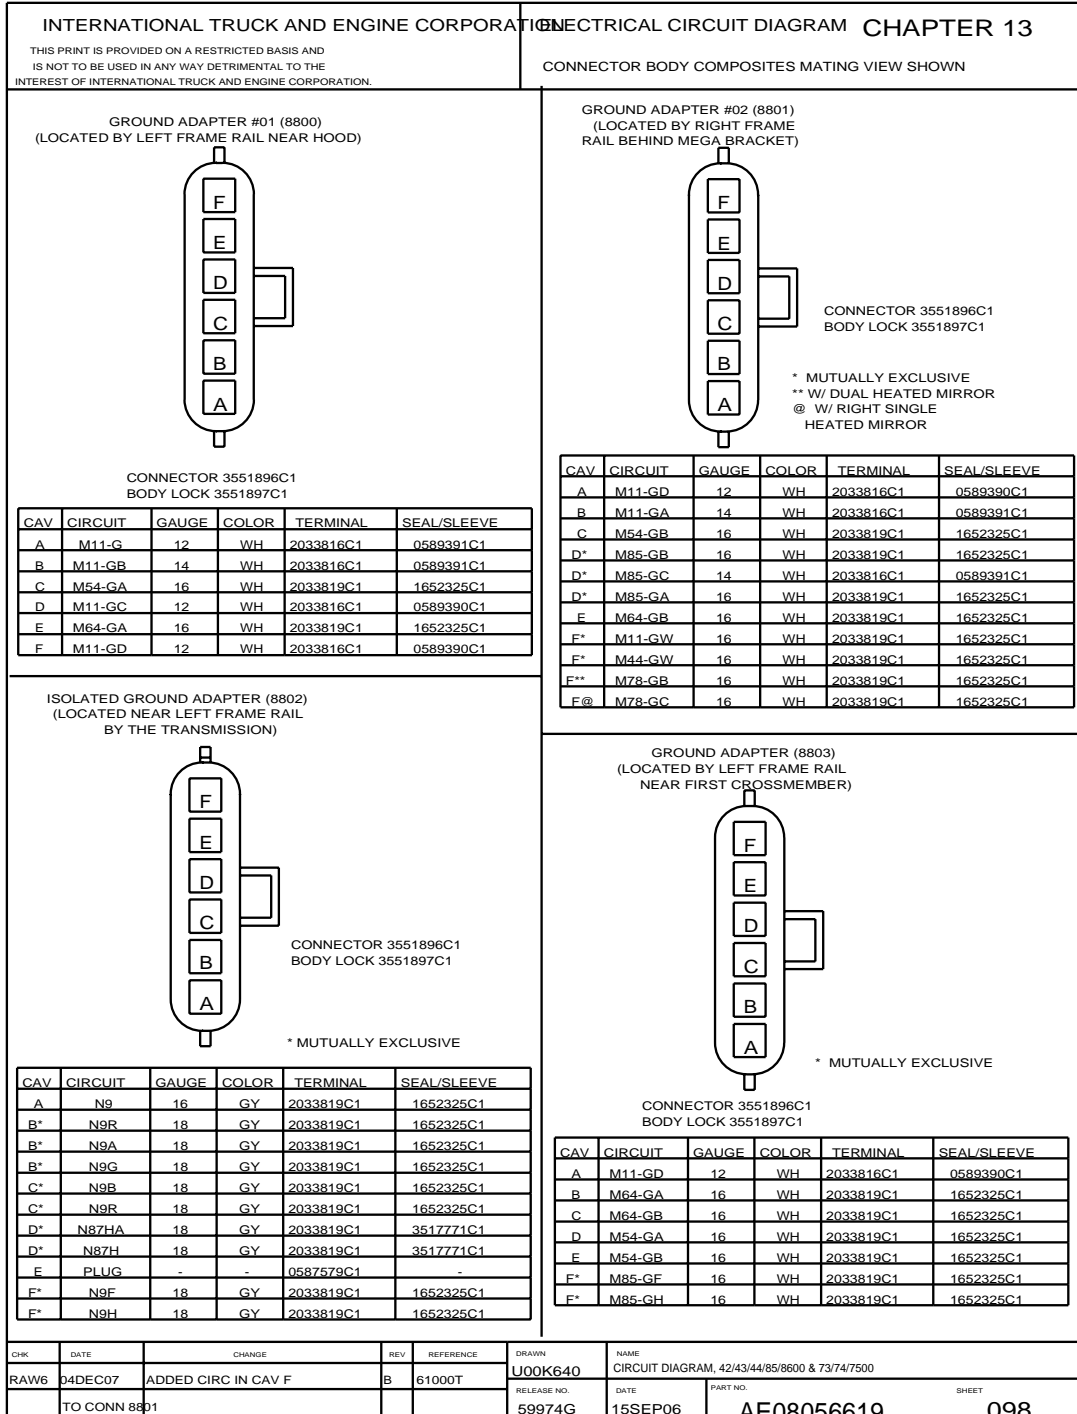 INTERNATIONAL TRUCK AND ENGINE CORPORATION
THIS PRINT IS PROVIDED ON A RESTRICTED BASIS AND
IS NOT TO BE USED IN ANY WAY DETRIMENTAL TO THE
INTEREST OF INTERNATIONAL TRUCK AND ENGINE CORPORATION.
ELECTRICAL CIRCUIT DIAGRAM CHAPTER 13
CONNECTOR BODY COMPOSITES MATING VIEW SHOWN
GROUND ADAPTER #01 (8800)
(LOCATED BY LEFT FRAME RAIL NEAR HOOD)
F
E
D
C
B
A
CONNECTOR 3551896C1
BODY LOCK 3551897C1
CAV CIRCUIT GAUGE COLOR TERMINAL SEAL/SLEEVE
A M11-G 12 WH 2033816C1 0589391C1
B M11-GB 14 WH 2033816C1 0589391C1
C M54-GA 16 WH 2033819C1 1652325C1
D M11-GC 12 WH 2033816C1 0589390C1
E M64-GA 16 WH 2033819C1 1652325C1
F M11-GD 12 WH 2033816C1 0589390C1
GROUND ADAPTER #02 (8801)
(LOCATED BY RIGHT FRAME
RAIL BEHIND MEGA BRACKET)
F
E
D
C
B
A
CONNECTOR 3551896C1
BODY LOCK 3551897C1
* MUTUALLY EXCLUSIVE
** W/ DUAL HEATED MIRROR
@ W/ RIGHT SINGLE
HEATED MIRROR
CAV CIRCUIT GAUGE COLOR TERMINAL SEAL/SLEEVE
A M11-GD 12 WH 2033816C1 0589390C1
B M11-GA 14 WH 2033816C1 0589391C1
C M54-GB 16 WH 2033819C1 1652325C1
D* M85-GB 16 WH 2033819C1 1652325C1
D* M85-GC 14 WH 2033816C1 0589391C1
D* M85-GA 16 WH 2033819C1 1652325C1
E M64-GB 16 WH 2033819C1 1652325C1
F* M11-GW 16 WH 2033819C1 1652325C1
F* M44-GW 16 WH 2033819C1 1652325C1
F** M78-GB 16 WH 2033819C1 1652325C1
F@ M78-GC 16 WH 2033819C1 1652325C1
ISOLATED GROUND ADAPTER (8802)
(LOCATED NEAR LEFT FRAME RAIL
BY THE TRANSMISSION)
F
E
D
C
B
A
CONNECTOR 3551896C1
BODY LOCK 3551897C1
* MUTUALLY EXCLUSIVE
CAV CIRCUIT GAUGE COLOR TERMINAL SEAL/SLEEVE
A N9 16 GY 2033819C1 1652325C1
B* N9R 18 GY 2033819C1 1652325C1
B* N9A 18 GY 2033819C1 1652325C1
B* N9G 18 GY 2033819C1 1652325C1
C* N9B 18 GY 2033819C1 1652325C1
C* N9R 18 GY 2033819C1 1652325C1
D* N87HA 18 GY 2033819C1 3517771C1
D* N87H 18 GY 2033819C1 3517771C1
E PLUG - - 0587579C1 -
F* N9F 18 GY 2033819C1 1652325C1
F* N9H 18 GY 2033819C1 1652325C1
GROUND ADAPTER (8803)
(LOCATED BY LEFT FRAME RAIL
NEAR FIRST CROSSMEMBER)
F
E
D
C
B
A
* MUTUALLY EXCLUSIVE
CONNECTOR 3551896C1
BODY LOCK 3551897C1
CAV CIRCUIT GAUGE COLOR TERMINAL SEAL/SLEEVE
A M11-GD 12 WH 2033816C1 0589390C1
B M64-GA 16 WH 2033819C1 1652325C1
C M64-GB 16 WH 2033819C1 1652325C1
D M54-GA 16 WH 2033819C1 1652325C1
E M54-GB 16 WH 2033819C1 1652325C1
F* M85-GF 16 WH 2033819C1 1652325C1
F* M85-GH 16 WH 2033819C1 1652325C1
CHK DATE CHANGE REV REFERENCE
RAW6 04DEC07 ADDED CIRC IN CAV F B 61000T
TO CONN 8801
DRAWN
U00K640
NAME
CIRCUIT DIAGRAM, 42/43/44/85/8600 & 73/74/7500
RELEASE NO. DATE PART NO. SHEET
59974G 15SEP06 AE08056619 098